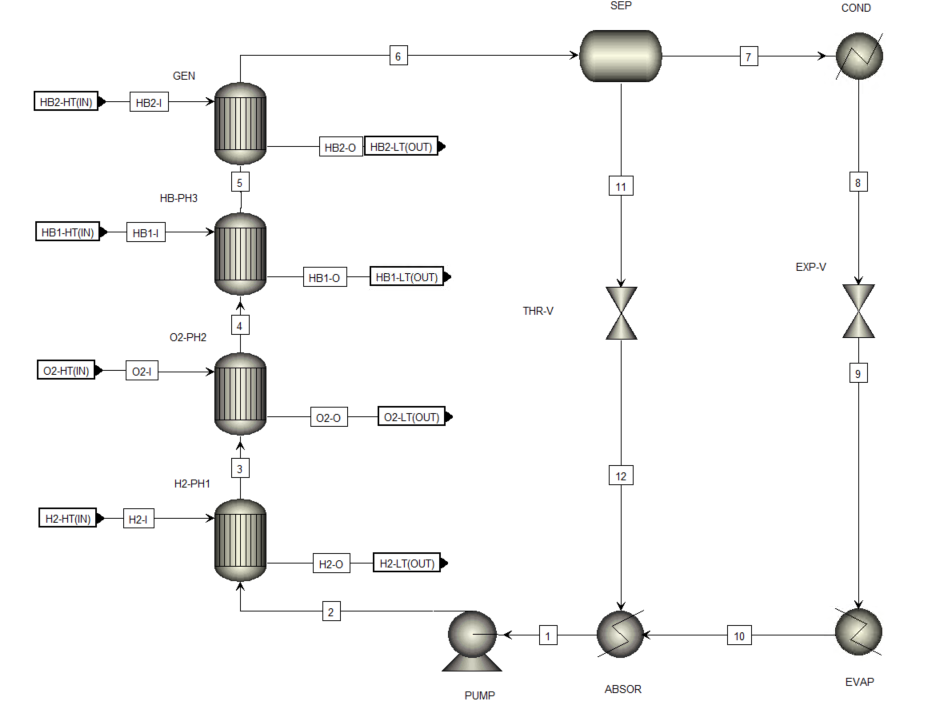 SEP
COND
6
7
GEN
HB2-HT(IN)
HB2-I
HB2-O
HB2-LT(OUT)
5
11
8
HB-PH3
HB1-HT(IN)
HB1-I
HB1-O
HB1-LT(OUT)
EXP-V
THR-V
4
O2-PH2
O2-HT(IN)
O2-I
9
O2-O
O2-LT(OUT)
3
12
H2-PH1
H2-HT(IN)
H2-I
H2-O
H2-LT(OUT)
2
1
10
PUMP
ABSOR
EVAP